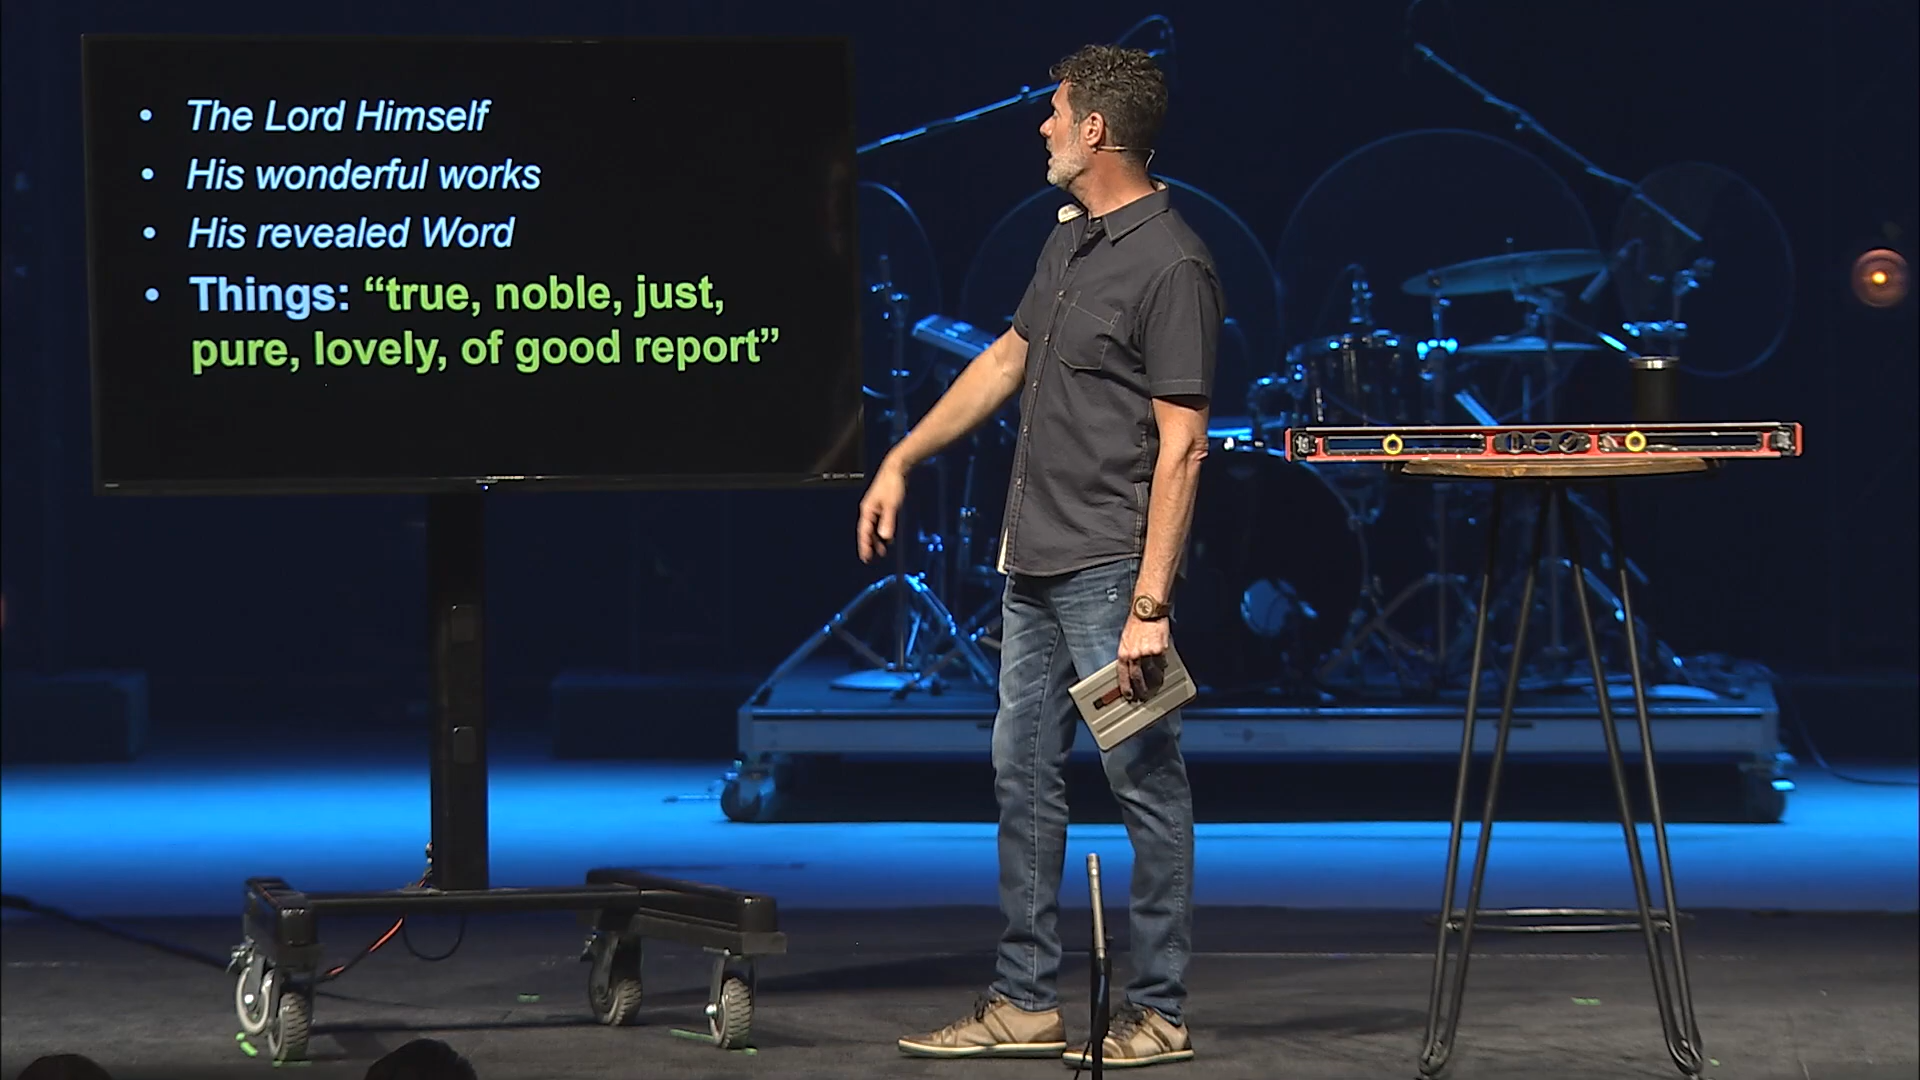 • The Lord Himself
• His wonderful works
• His revealed Word
• Things: “true, noble, just,
pure, lovely, of good report”